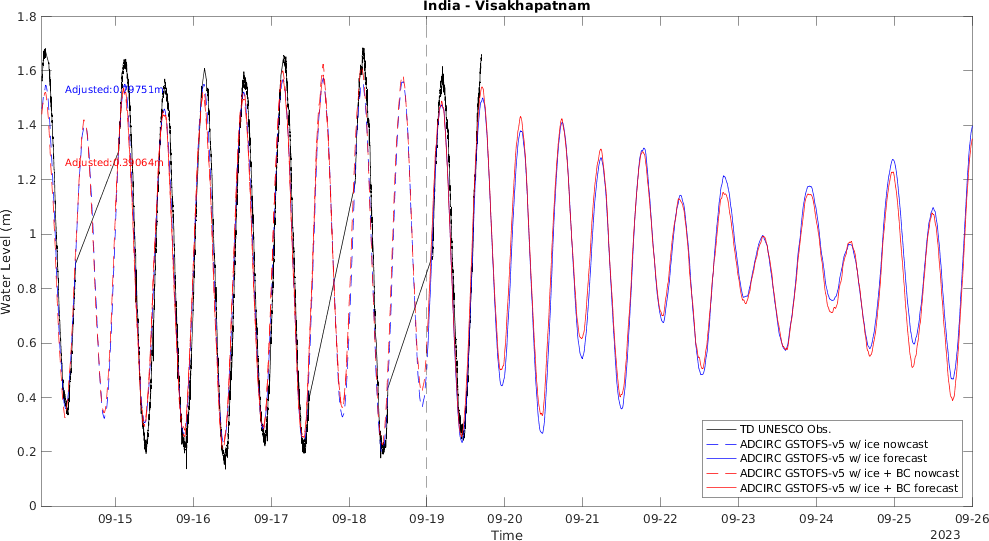 India - Visakhapatnam
1.8
1.6
1.4
1.2
1
0.8
0.6
0.4
0.2
0
Water Level (m)
Adjusted:0.39064m
09-15
09-16
09-17
09-18
09-19
09-20
09-21
09-22
09-23
09-24
09-25
09-26
Time
2023
TD UNESCO Obs.
ADCIRC GSTOFS-v5 w/ ice nowcast
ADCIRC GSTOFS-v5 w/ ice forecast
ADCIRC GSTOFS-v5 w/ ice + BC nowcast
ADCIRC GSTOFS-v5 w/ ice + BC forecast